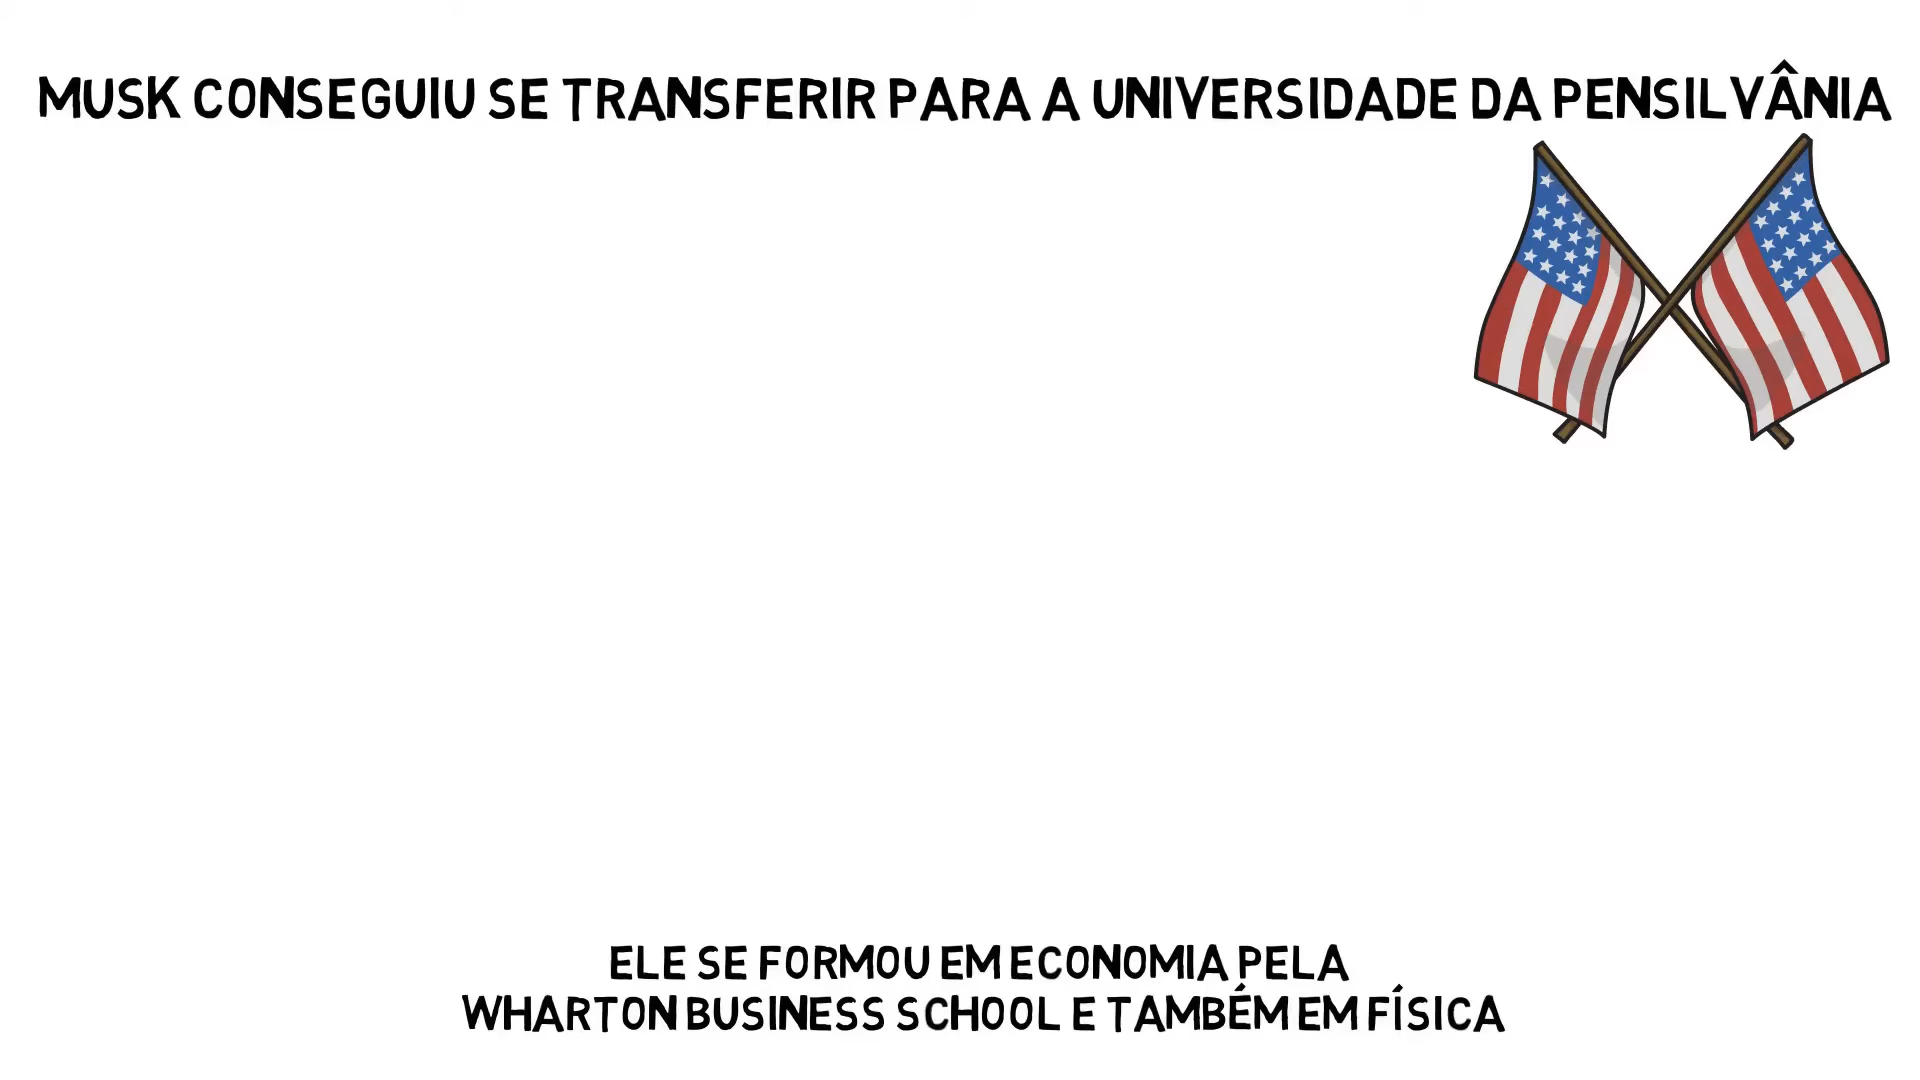 MUSK CONSEGUIU SE TRANSFERIR PARA A UNIVERSIDADE DA PENSILVÂNIA
ELE SE FORMOU EM ECONOMIA PELA
WHARTON BUSINESS SCHOOL E TAMBÉM EM FÍSICA